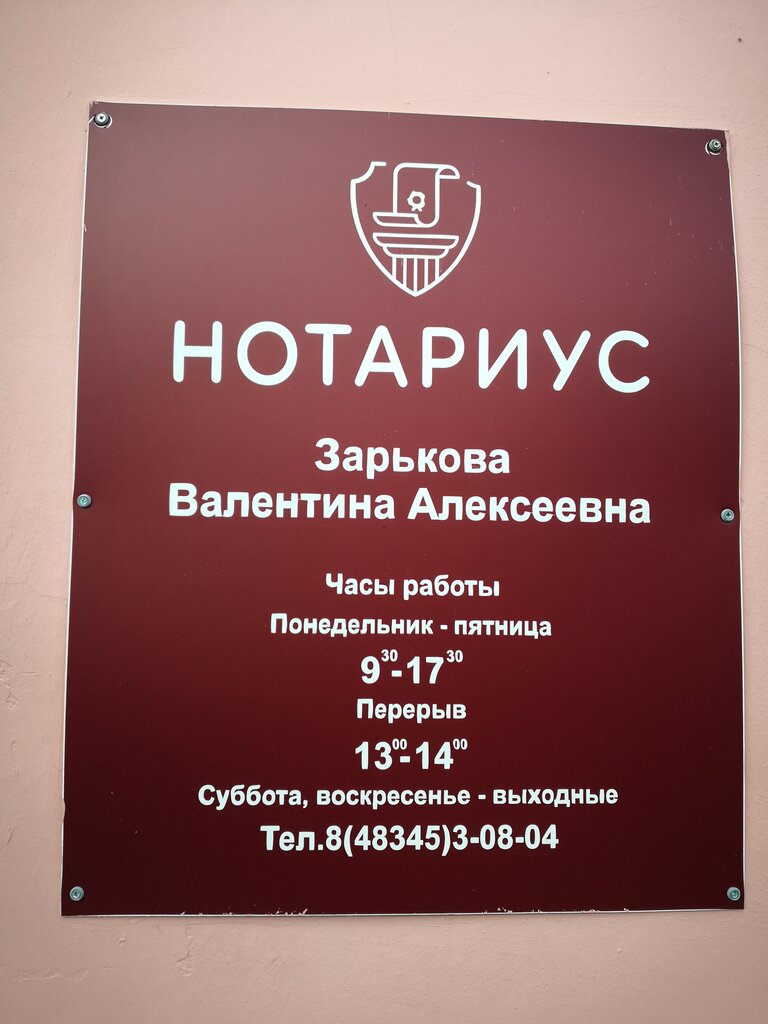 НОТАРИУС
Зарькова
Валентина Алексеевна
Часы работы
Понедельник - пятница
9³⁰-17³⁰
Перерыв
13⁰⁰-14⁰⁰
Суббота, воскресенье - выходные
Тел.8(48345)3-08-04